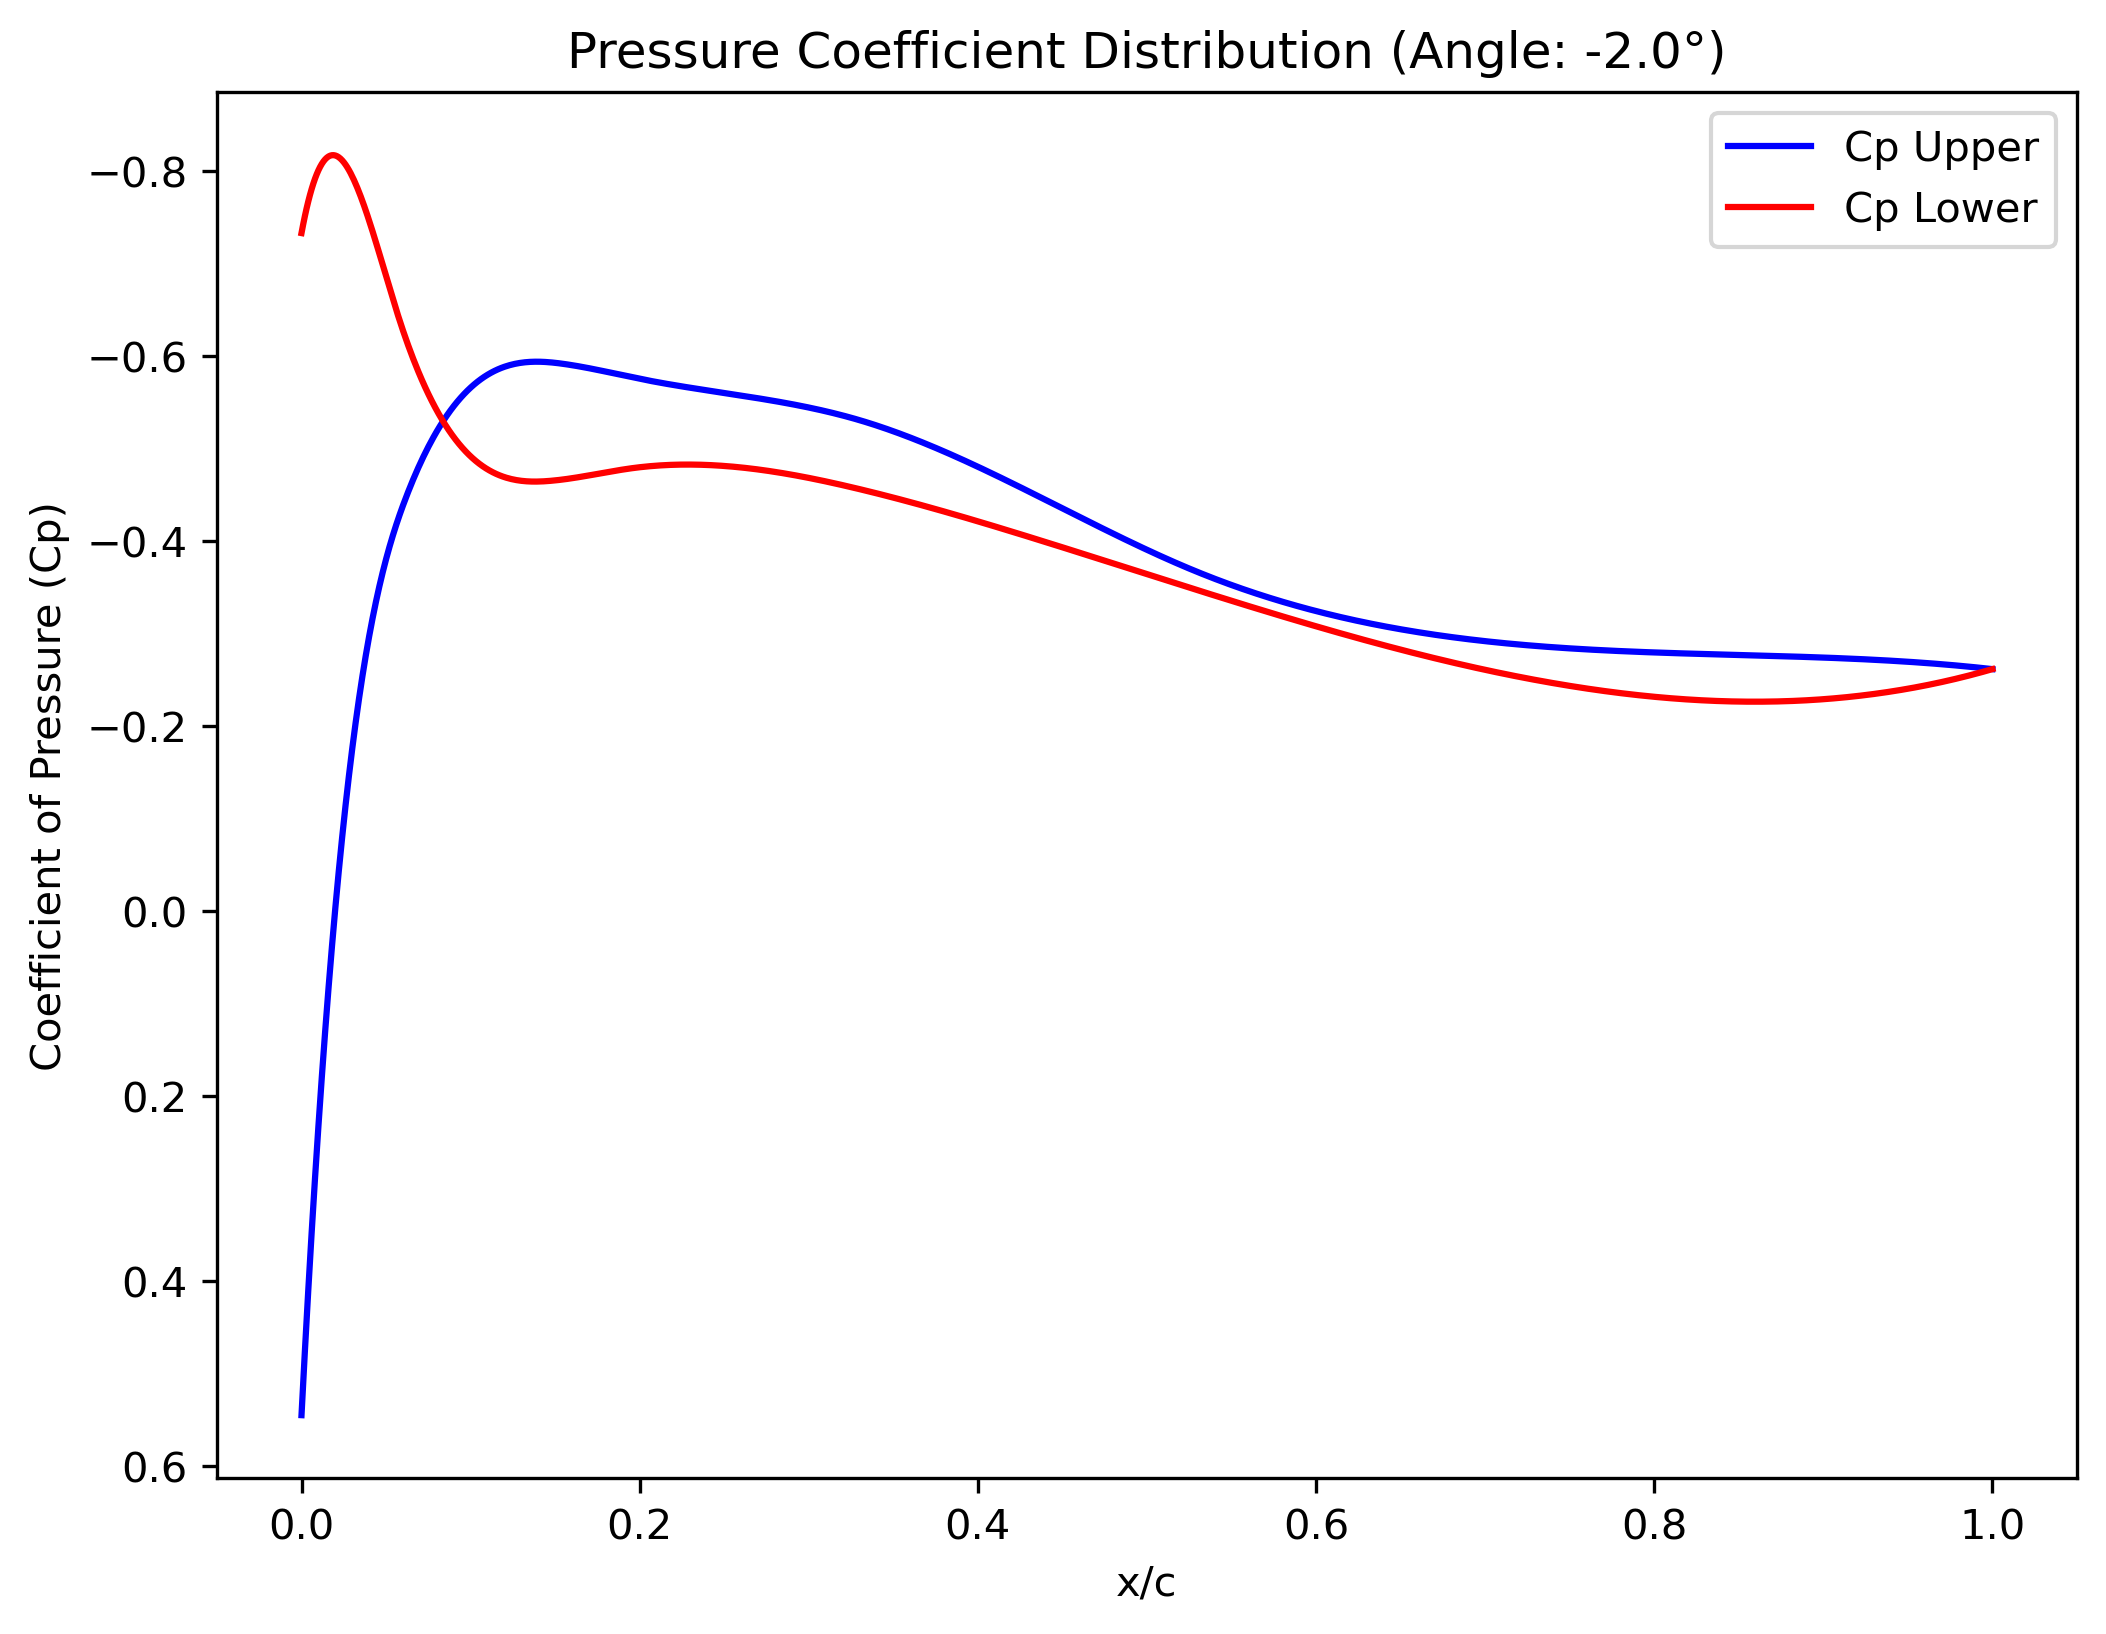 Pressure Coefficient Distribution (Angle: -2.0°)
Cp Upper
Cp Lower
Coefficient of Pressure (Cp)
−0.8
−0.6
−0.4
−0.2
0.0
0.2
0.4
0.6
0.0 0.2 0.4 0.6 0.8 1.0
x/c